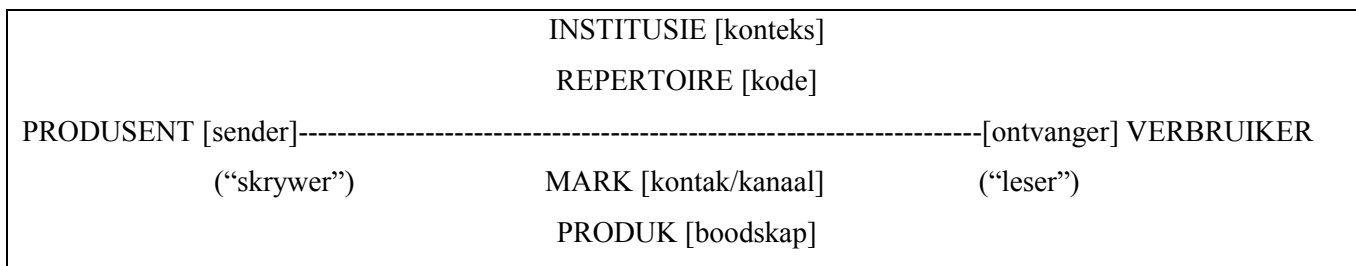 INSTITUSIE [konteks]
REPERTOIRE [kode]
PRODUSENT [sender]-----------------------------------------------------------------------[ontvanger] VERBRUIKER
(“skrywer”) MARK [kontak/kanaal] (“leser”)
PRODUK [boodskap]